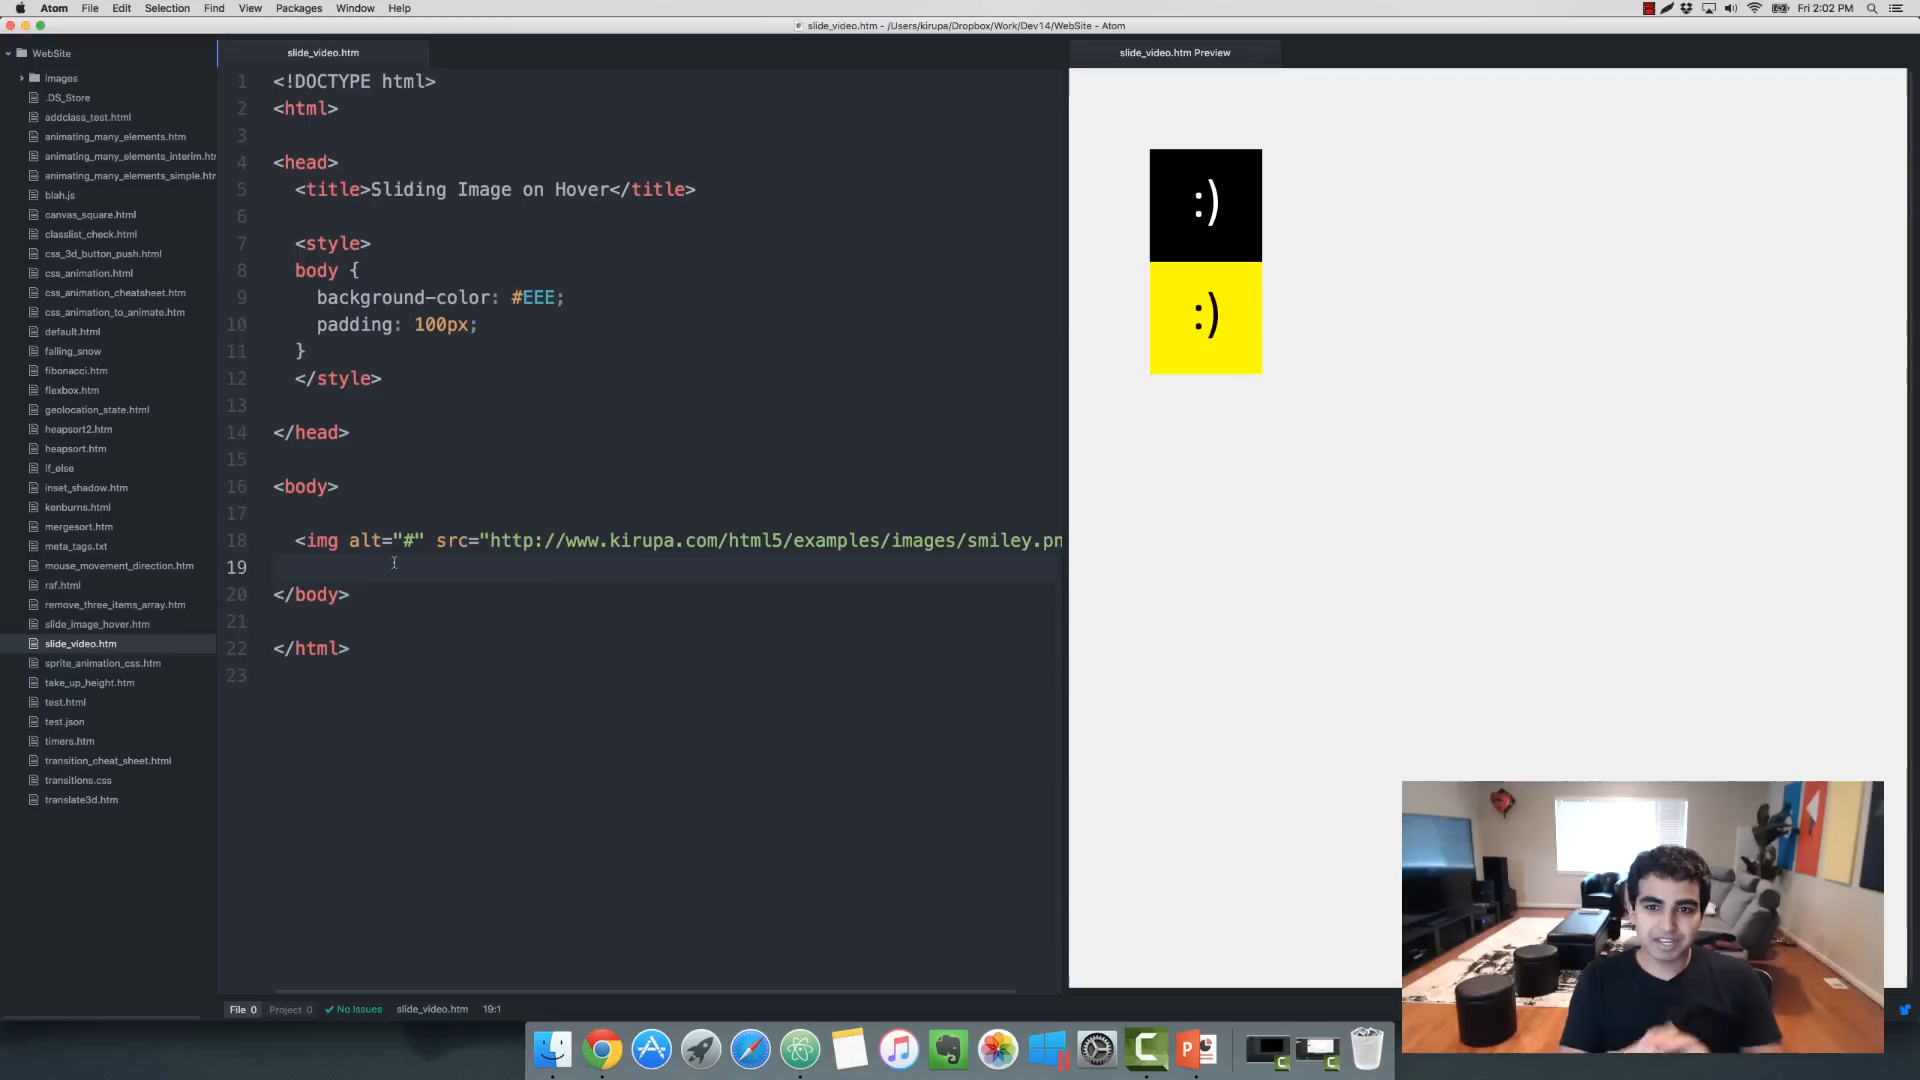 Atom File Edit Selection Find View Packages Window Help
Fri 2:02 PM
slide_video.htm - /Users/kirupa/Dropbox/Work/Dev14/WebSite - Atom
WebSite
Images
.DS_Store
addclass_test.html
animating_many_elements.htm
animating_many_elements_interim.htm
animating_many_elements_simple.htm
blah.js
canvas_square.html
classlist_check.html
css_3d_button_push.html
css_animation.html
css_animation_cheatsheet.htm
css_animation_to_animate.htm
default.html
falling_snow
fibonacci.htm
flexbox.htm
geolocation_state.html
heapsort2.htm
heapsort.htm
if_else
inset_shadow.htm
kenburns.html
mergesort.htm
meta_tags.txt
mouse_movement_direction.htm
raf.html
remove_three_items_array.htm
slide_image_hover.htm
slide_video.htm
sprite_animation_css.htm
take_up_height.htm
test.html
test.json
timers.htm
transition_cheat_sheet.html
transitions.css
translate3d.htm
slide_video.htm
1 <!DOCTYPE html>
2 <html>
3
4 <head>
5 <title>Sliding Image on Hover</title>
6
7 <style>
8 body {
9 background-color: #EEE;
10 padding: 100px;
11 }
12 </style>
13
14 </head>
15
16 <body>
17
18 <img alt="#" src="http://www.kirupa.com/html5/examples/images/smiley.pn
19
20 </body>
21
22 </html>
23
File 0 Project 0 No Issues slide_video.htm 19:1
slide_video.htm Preview
:)
:)